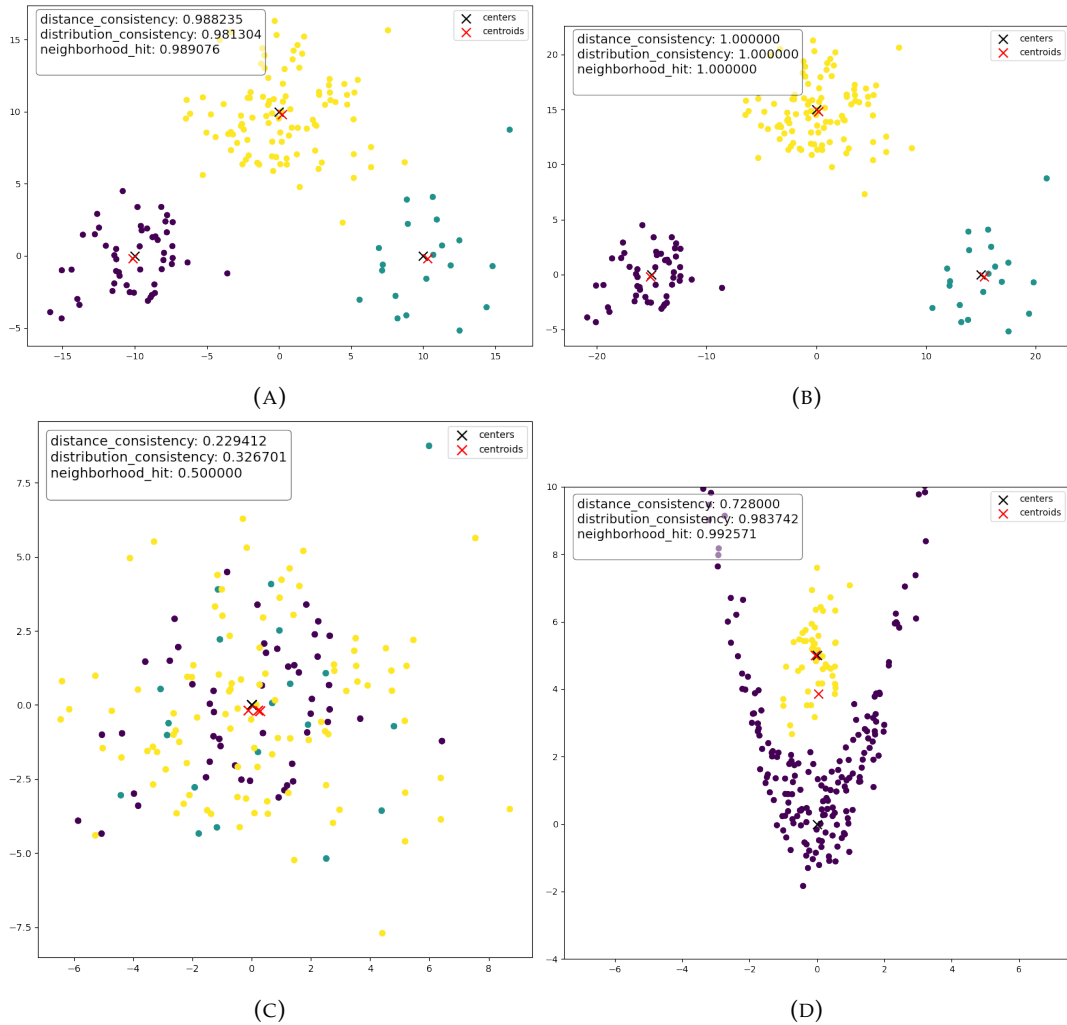 distance_consistency: 0.988235
distribution_consistency: 0.981304
neighborhood_hit: 0.989076
centers
centroids
15
10
5
0
−5
−15
−10
−5
0
5
10
15
(A)
distance_consistency: 1.000000
distribution_consistency: 1.000000
neighborhood_hit: 1.000000
centers
centroids
20
15
10
5
0
−5
−20
−10
0
10
20
(B)
distance_consistency: 0.229412
distribution_consistency: 0.326701
neighborhood_hit: 0.500000
centers
centroids
7.5
5.0
2.5
0.0
−2.5
−5.0
−7.5
−6
−4
−2
0
2
4
6
8
(C)
distance_consistency: 0.728000
distribution_consistency: 0.983742
neighborhood_hit: 0.992571
centers
centroids
10
8
6
4
2
0
−2
−4
−6
−4
−2
0
2
4
6
(D)